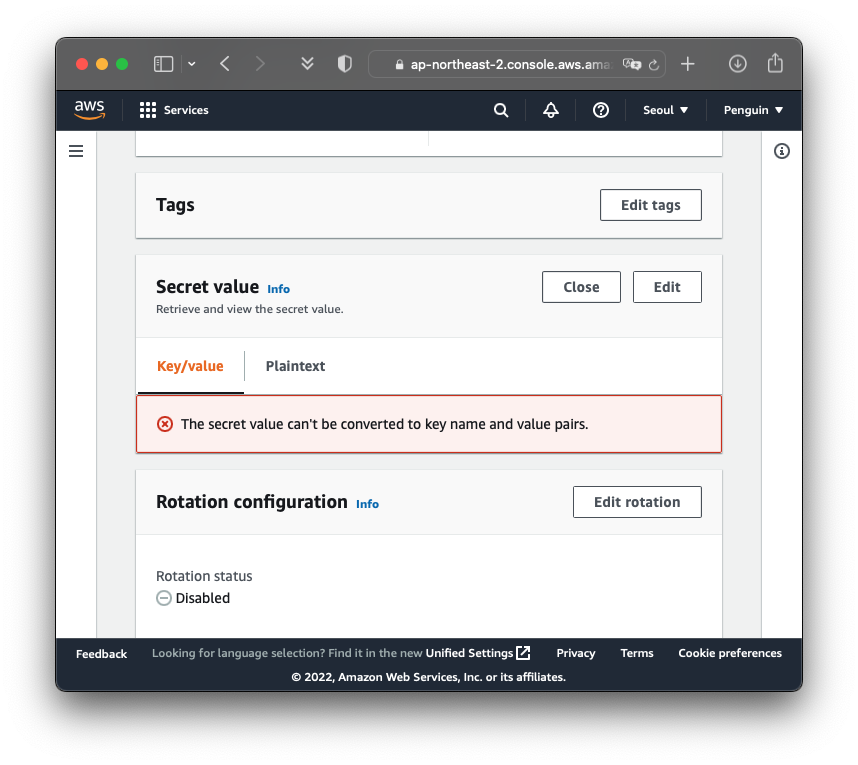 ap-northeast-2.console.aws.ama
aws
Services
Seoul
Penguin
Tags
Edit tags
Secret value Info
Close
Edit
Retrieve and view the secret value.
Key/value
Plaintext
The secret value can't be converted to key name and value pairs.
Rotation configuration Info
Edit rotation
Rotation status
Disabled
Feedback
Looking for language selection? Find it in the new Unified Settings
Privacy
Terms
Cookie preferences
© 2022, Amazon Web Services, Inc. or its affiliates.